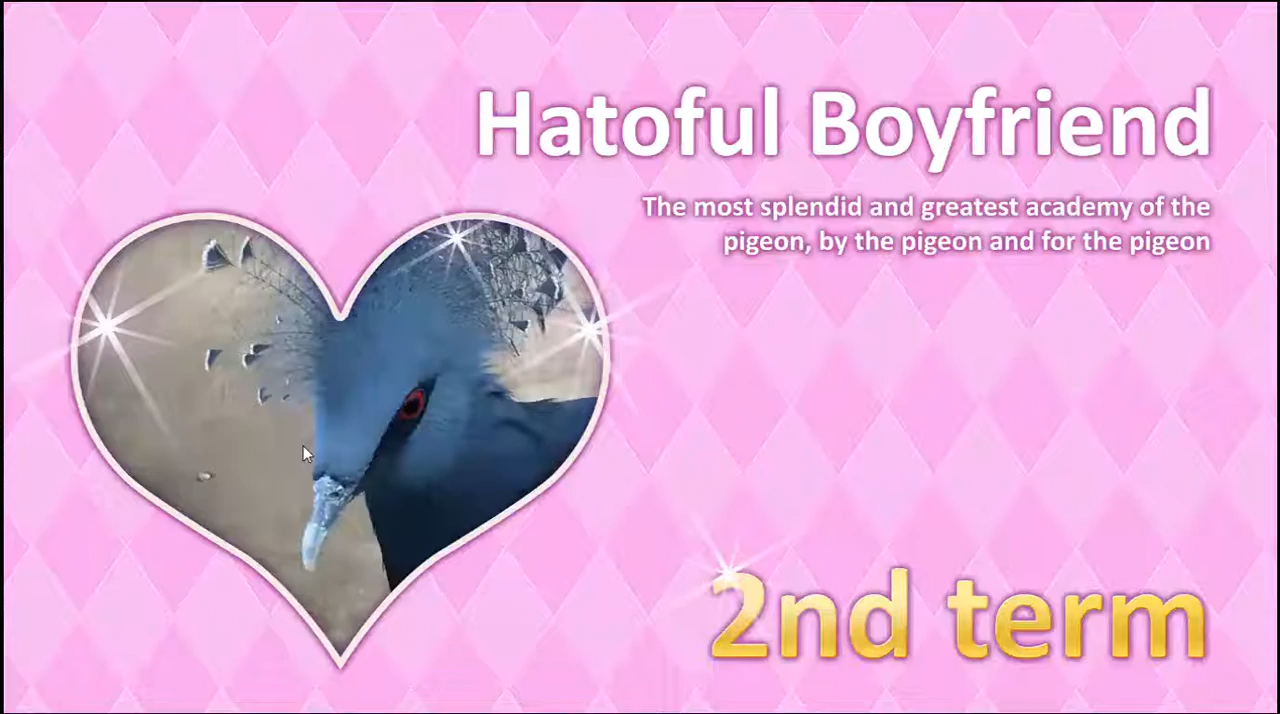 Hatoful Boyfriend
The most splendid and greatest academy of the
pigeon, by the pigeon and for the pigeon
2nd term